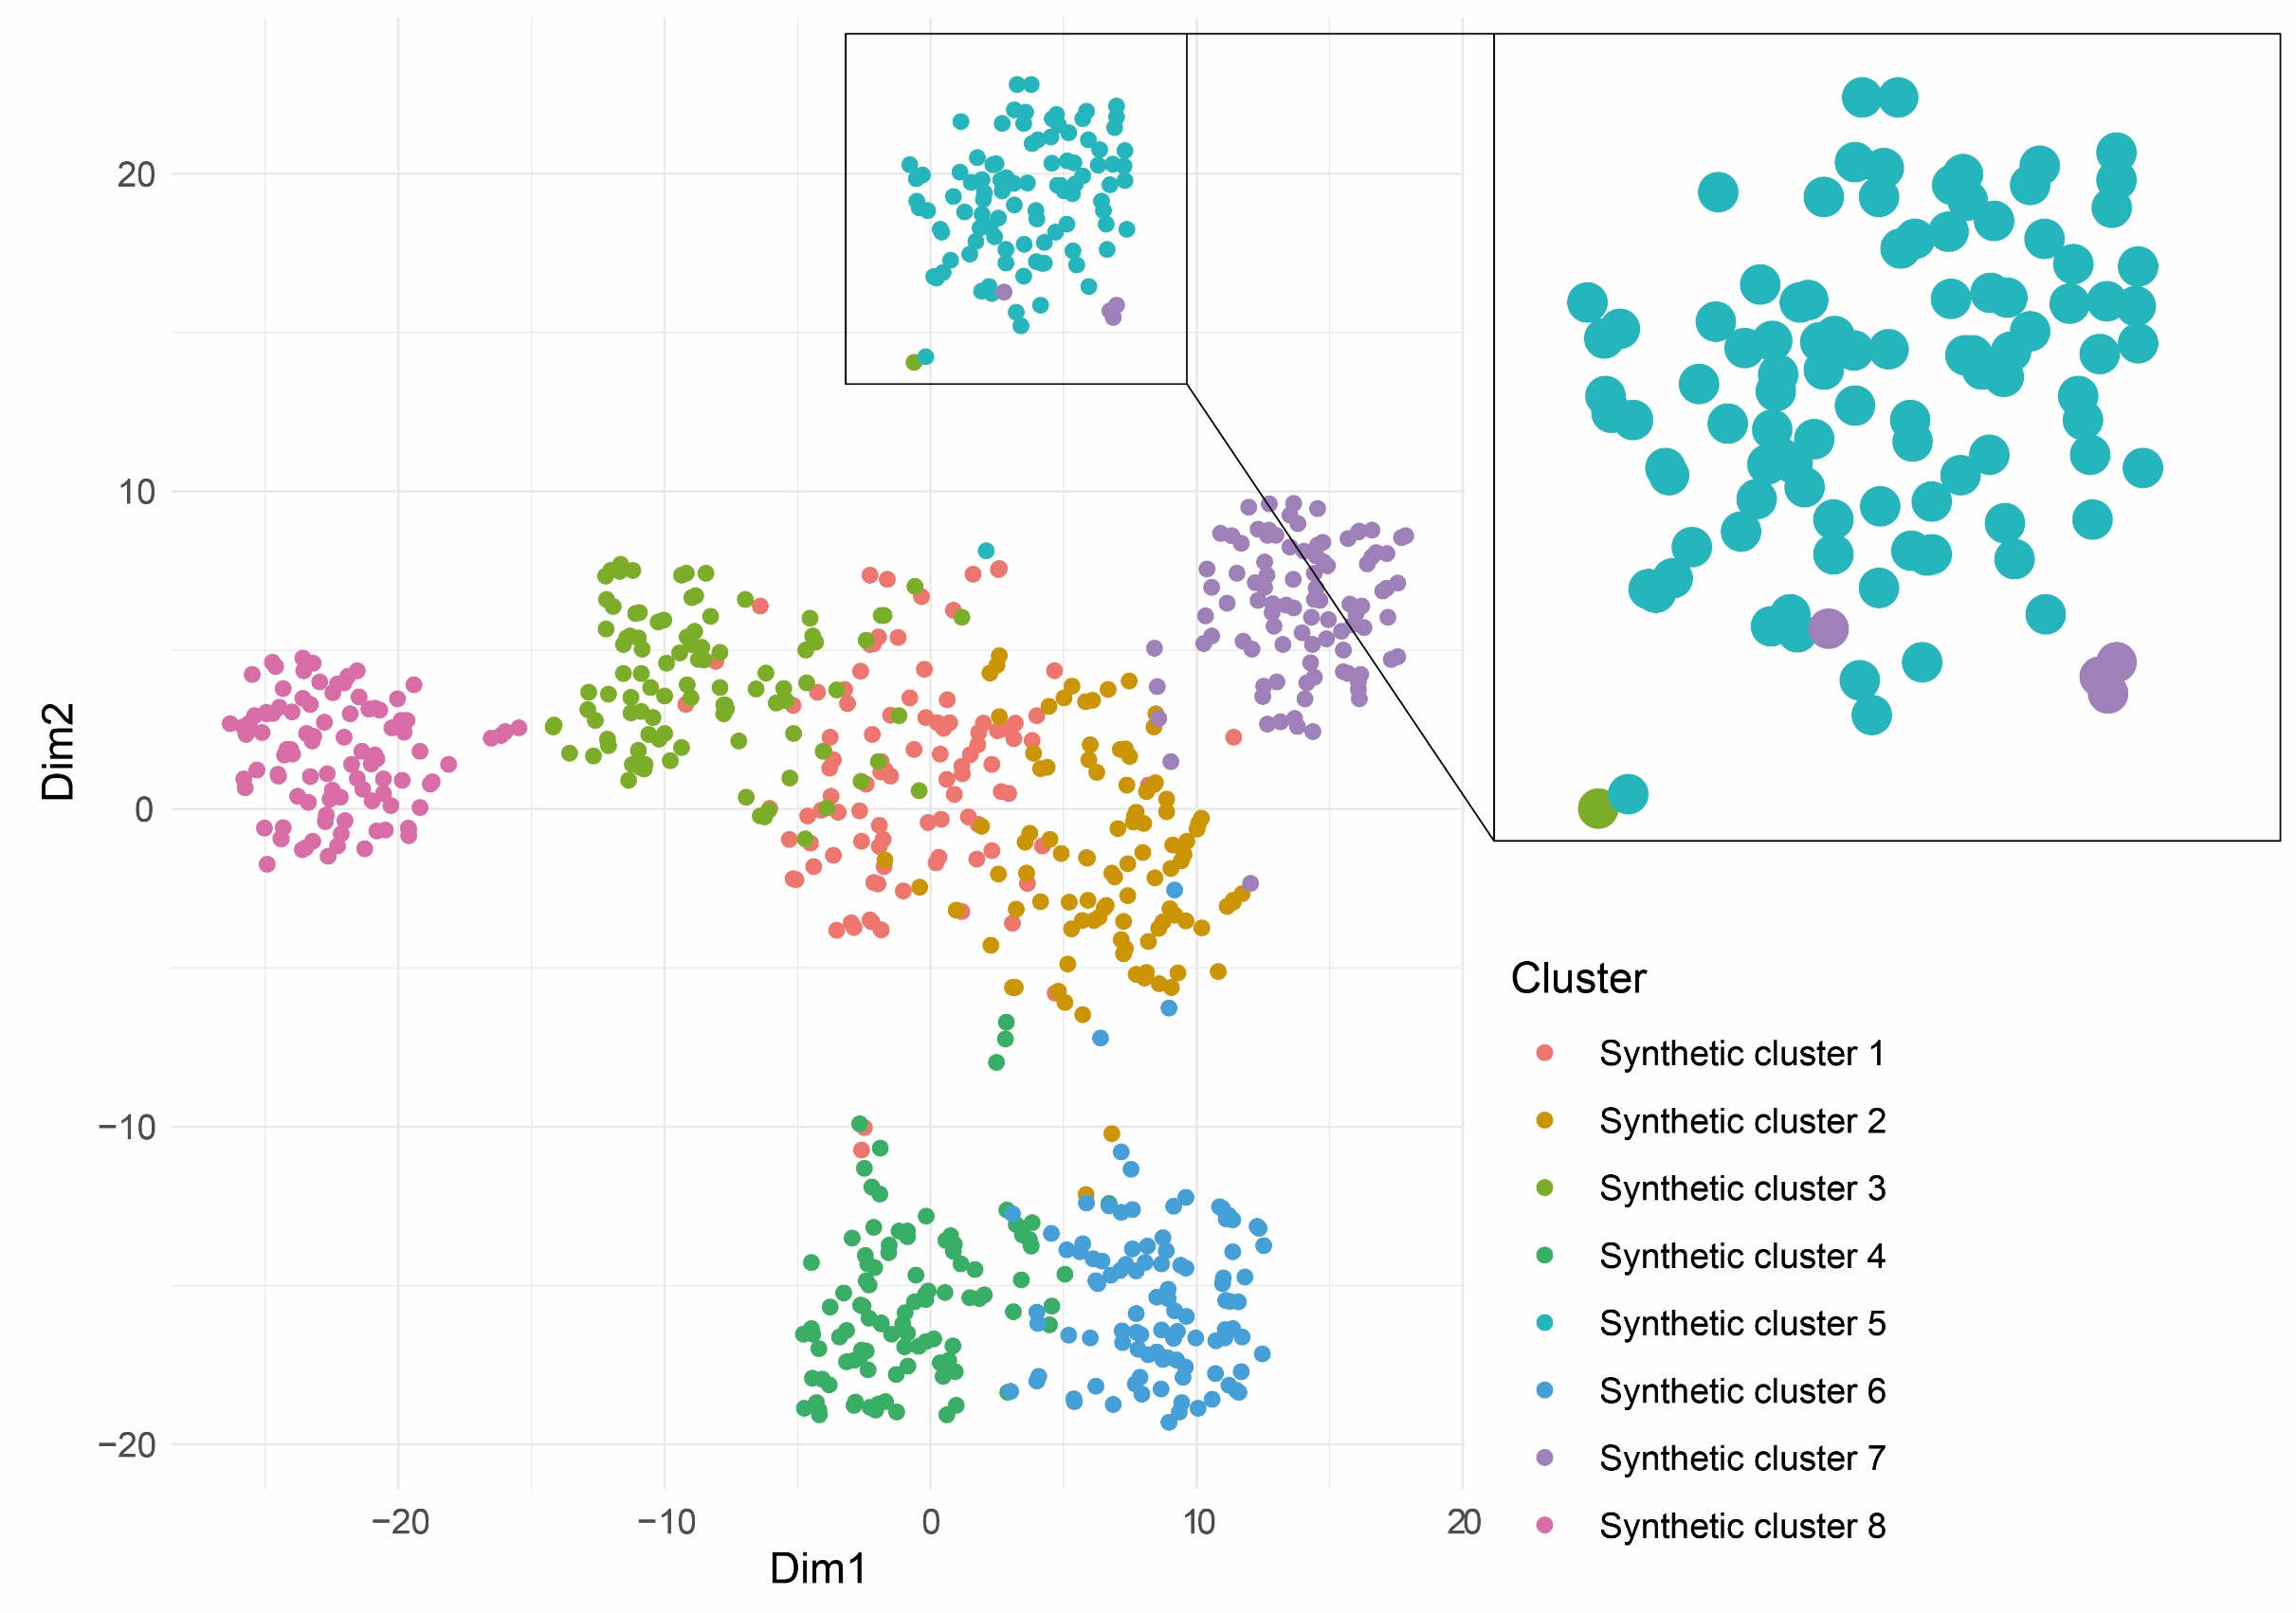 20
10
0
−10
−20
Dim2
−20
−10
0
10
20
Dim1
Cluster
Synthetic cluster 1
Synthetic cluster 2
Synthetic cluster 3
Synthetic cluster 4
Synthetic cluster 5
Synthetic cluster 6
Synthetic cluster 7
Synthetic cluster 8